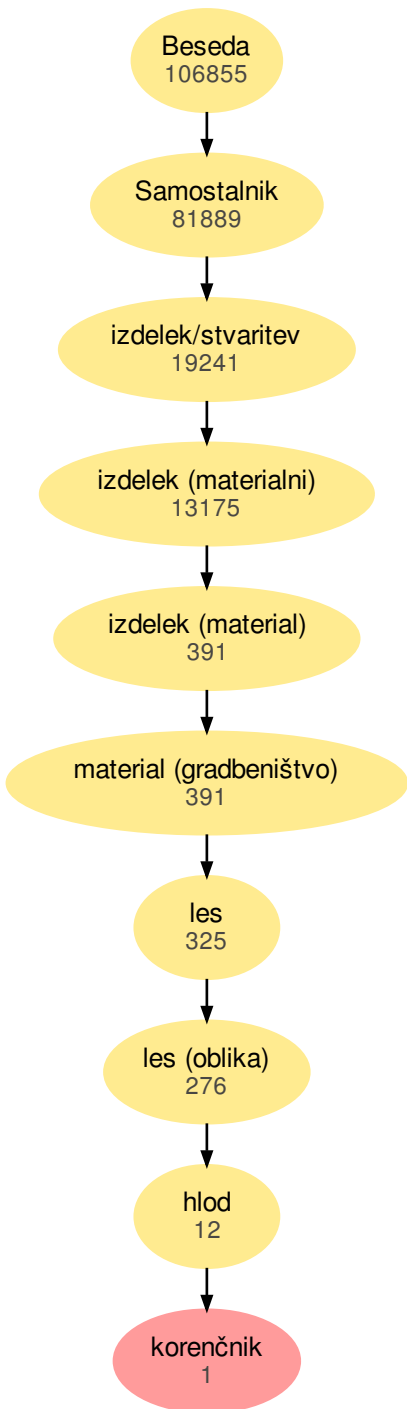 Beseda
106855
Samostalnik
81889
izdelek/stvaritev
19241
izdelek (materialni)
13175
izdelek (material)
391
material (gradbeništvo)
391
les
325
les (oblika)
276
hlod
12
korenčnik
1